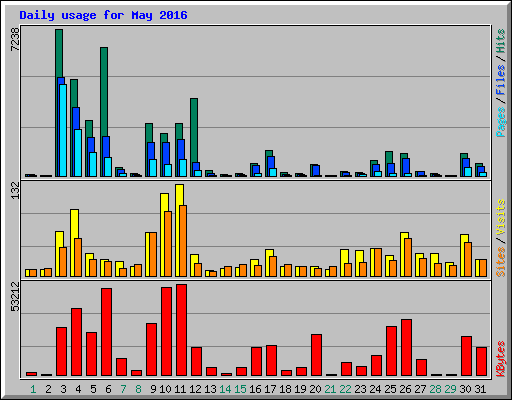 Daily usage for May 2016
7238
Pages / Files / Hits
132
Sites / Visits
53212
KBytes
1 2 3 4 5 6 7 8 9 10 11 12 13 14 15 16 17 18 19 20 21 22 23 24 25 26 27 28 29 30 31